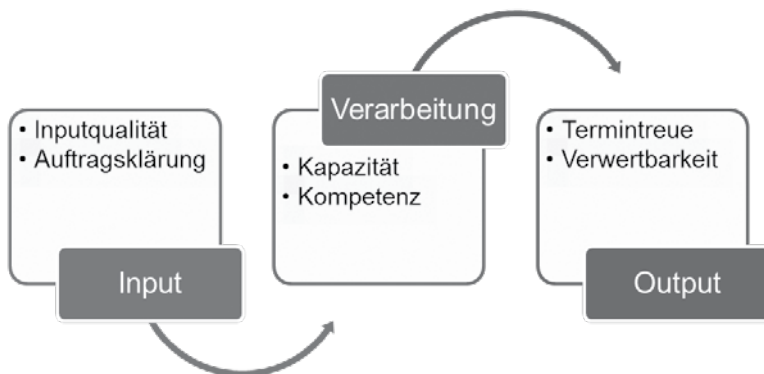 • Inputqualität
• Auftragsklärung
Input
Verarbeitung
• Kapazität
• Kompetenz
• Termintreue
• Verwertbarkeit
Output